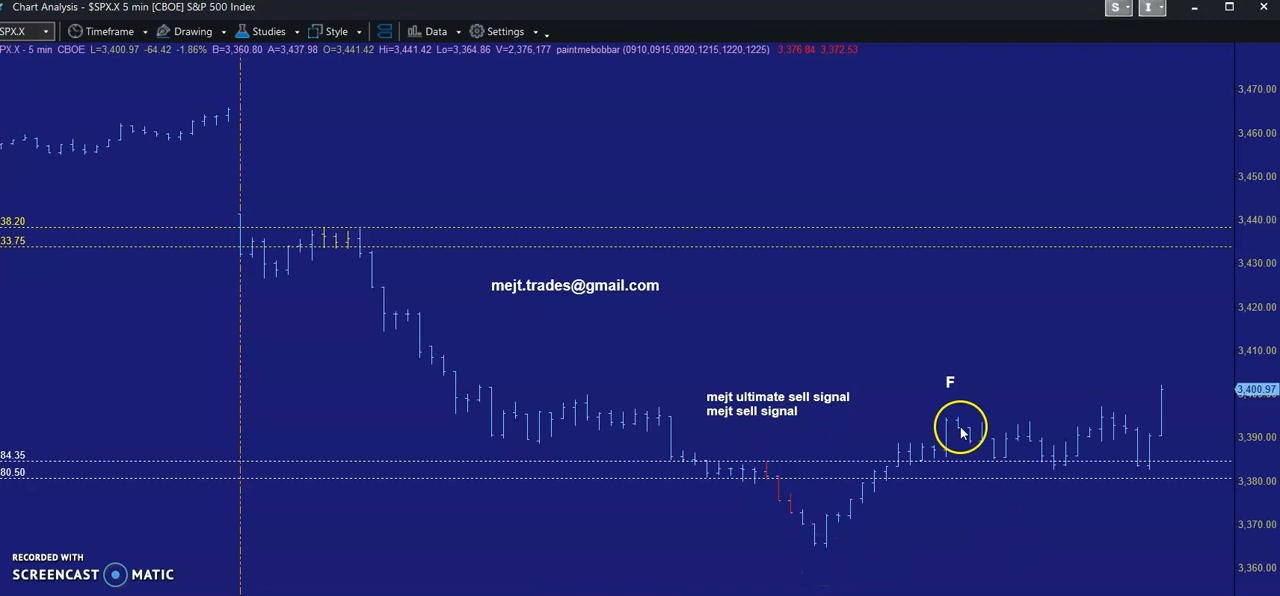 Chart Analysis - $SPX.X 5 min [CBOE] S&P 500 Index
S
I
SPX.X
Timeframe
Drawing
Studies
Style
Data
Settings
PX.X - 5 min CBOE L=3,400.97 -64.42 -1.86% B=3,360.80 A=3,437.98 O=3,441.42 Hi=3,441.42 Lo=3,364.86 V=2,376,177 paintmebobbar (0910,0915,0920,1215,1220,1225) 3,376.84 3,372.53
3,470.00
3,460.00
3,450.00
3,440.00
38.20
33.75
3,430.00
mejt.trades@gmail.com
3,420.00
3,410.00
F
3,400.97
mejt ultimate sell signal
mejt sell signal
3,390.00
84.35
80.50
3,380.00
3,370.00
3,360.00
RECORDED WITH
SCREENCAST MATIC